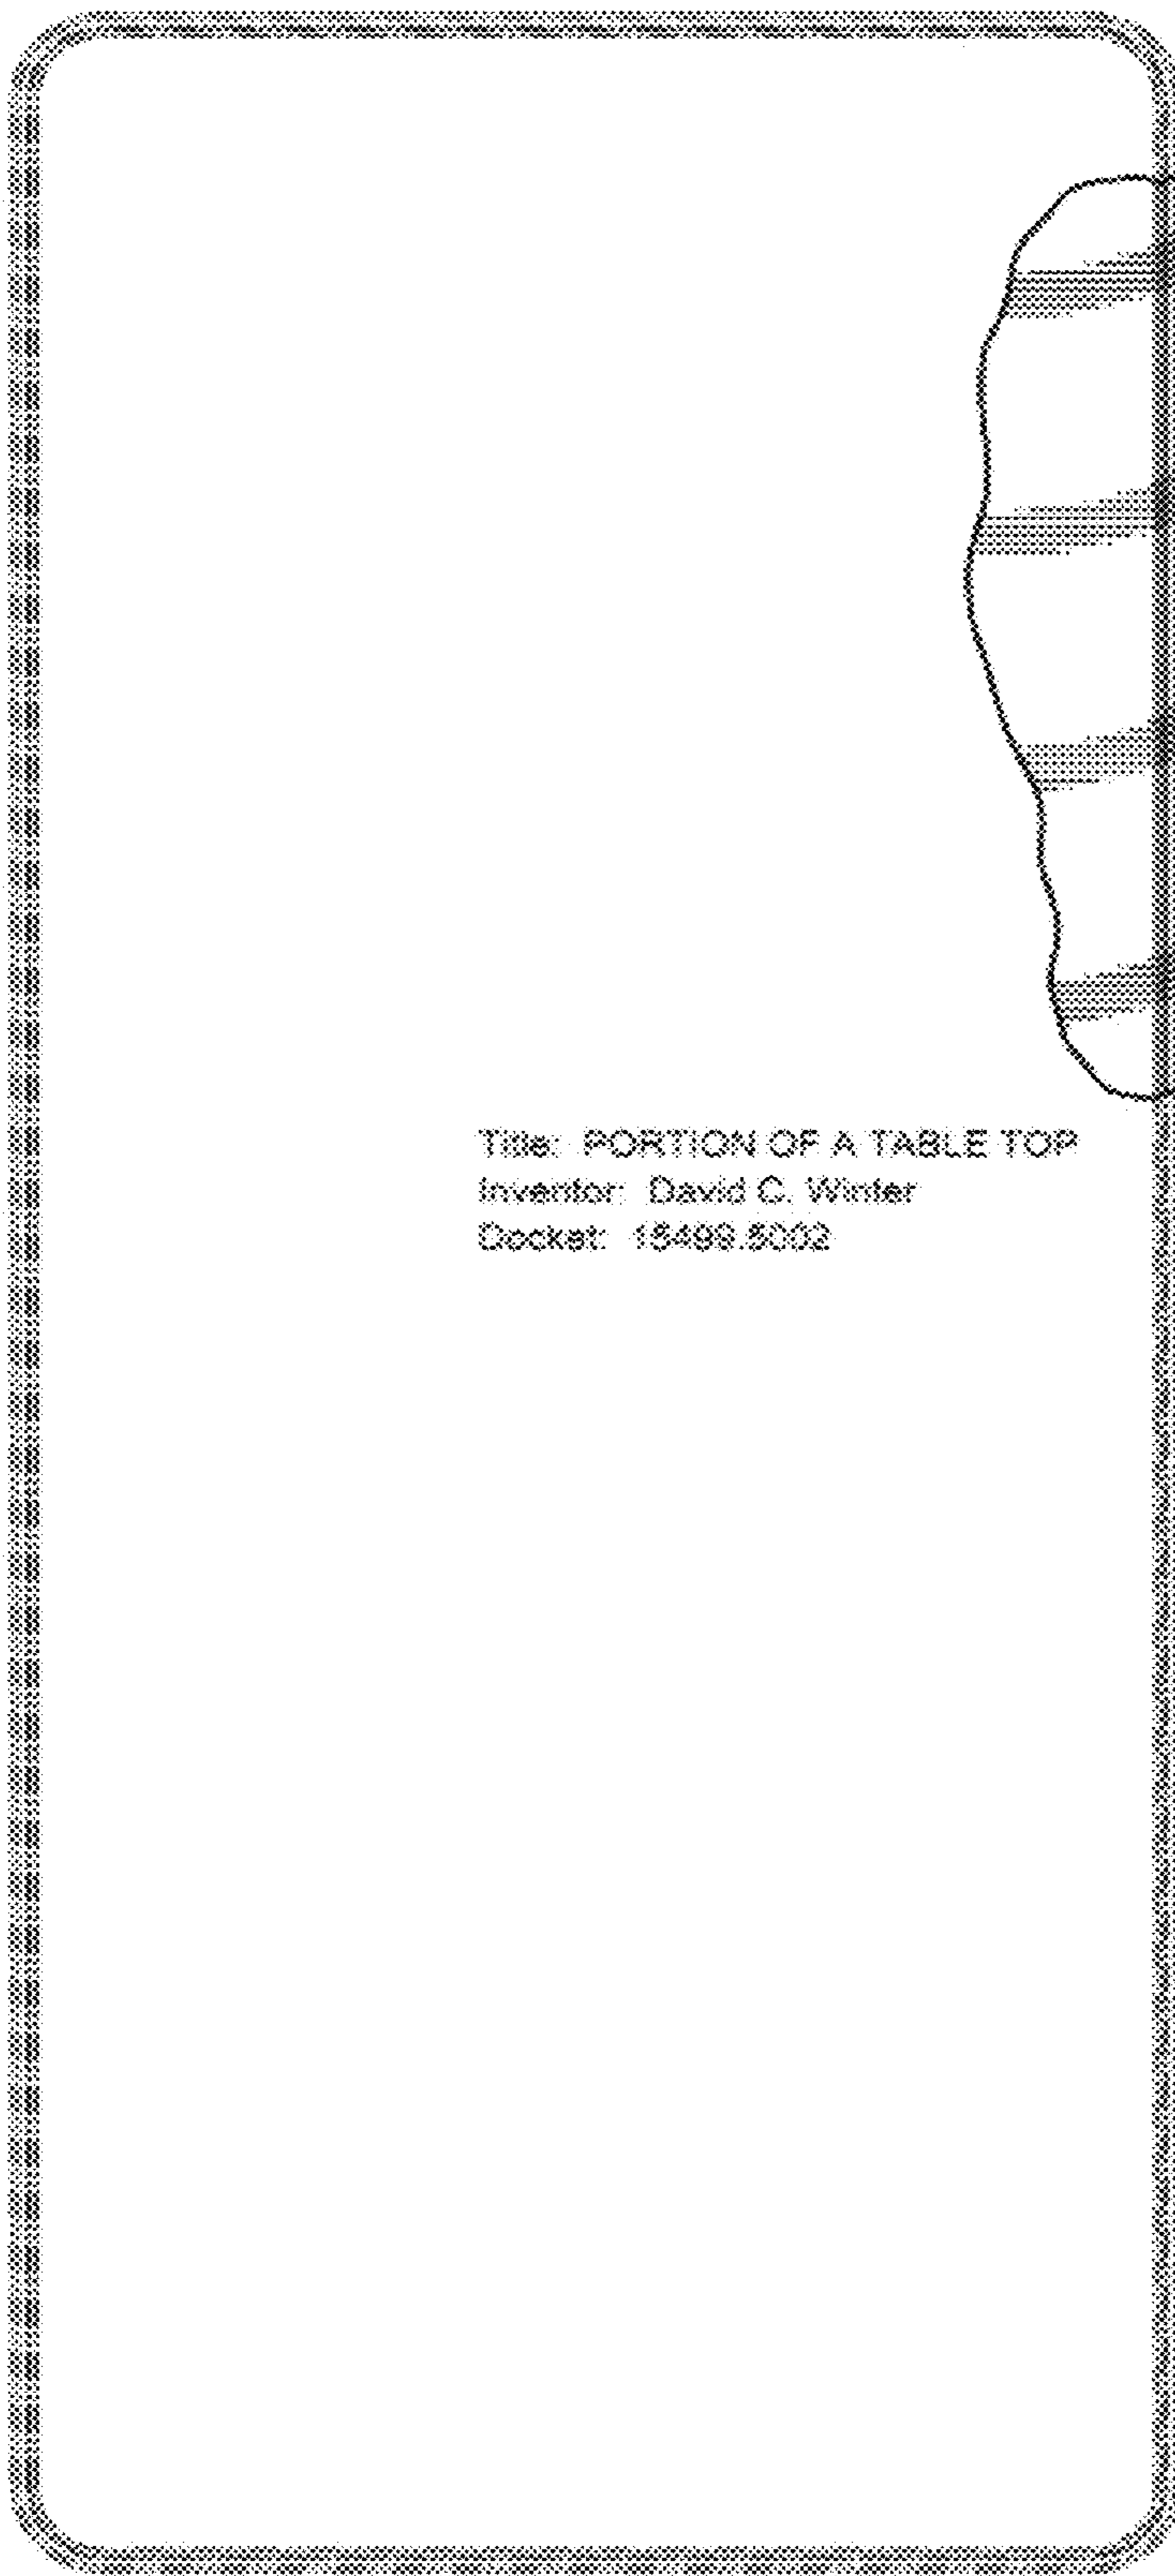 Title: PORTION OF A TABLE TOP
Inventor: David C. Winter
Docket: 15499.5002